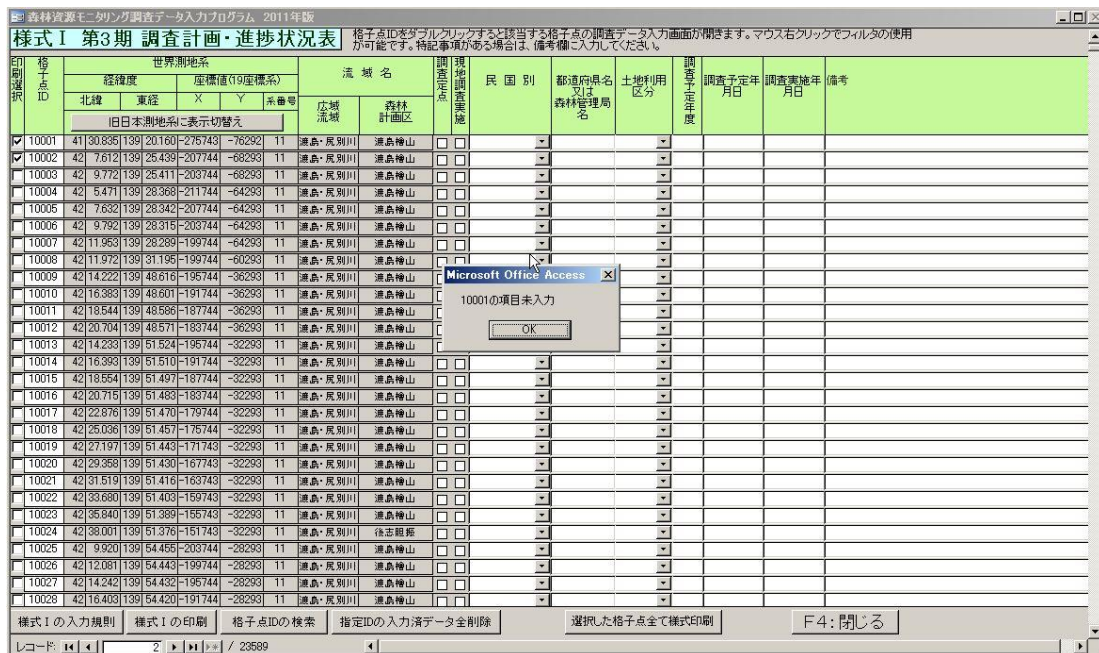 森林資源モニタリング調査データ入力プログラム 2011年版
様式Ⅰ 第3期 調査計画・進捗状況表
格子点IDをダブルクリックすると該当する格子点の調査データ入力画面が開きます。マウス右クリックでフィルタの使用
が可能です。特記事項がある場合は、備考欄に入力してください。
印刷選択 格子点ID 世界測地系 流域名 調査定点 現地調査実施 民国別 都道府県名又は森林管理局名 土地利用区分 調査予定年度 調査予定年月日 調査実施年月日 備考
経緯度 座標値(19座標系)
北緯 東経 X Y 系番号 広域流域 森林計画区
旧日本測地系に表示切替え
10001 41 30.835 139 20.160 -275743 -76292 11 渡島・尻別川 渡島檜山
10002 42 7.612 139 25.439 -207744 -68293 11 渡島・尻別川 渡島檜山
10003 42 9.772 139 25.411 -203744 -68293 11 渡島・尻別川 渡島檜山
10004 42 5.471 139 28.368 -211744 -64293 11 渡島・尻別川 渡島檜山
10005 42 7.632 139 28.342 -207744 -64293 11 渡島・尻別川 渡島檜山
10006 42 9.792 139 28.315 -203744 -64293 11 渡島・尻別川 渡島檜山
10007 42 11.953 139 28.289 -199744 -64293 11 渡島・尻別川 渡島檜山
10008 42 11.972 139 31.195 -199744 -60293 11 渡島・尻別川 渡島檜山
10009 42 14.222 139 48.616 -195744 -36293 11 渡島・尻別川 渡島檜山
10010 42 16.383 139 48.601 -191744 -36293 11 渡島・尻別川 渡島檜山
10011 42 18.544 139 48.586 -187744 -36293 11 渡島・尻別川 渡島檜山
10012 42 20.704 139 48.571 -183744 -36293 11 渡島・尻別川 渡島檜山
10013 42 14.233 139 51.524 -195744 -32293 11 渡島・尻別川 渡島檜山
10014 42 16.393 139 51.510 -191744 -32293 11 渡島・尻別川 渡島檜山
10015 42 18.554 139 51.497 -187744 -32293 11 渡島・尻別川 渡島檜山
10016 42 20.715 139 51.483 -183744 -32293 11 渡島・尻別川 渡島檜山
10017 42 22.876 139 51.470 -179744 -32293 11 渡島・尻別川 渡島檜山
10018 42 25.036 139 51.457 -175744 -32293 11 渡島・尻別川 渡島檜山
10019 42 27.197 139 51.443 -171743 -32293 11 渡島・尻別川 渡島檜山
10020 42 29.358 139 51.430 -167743 -32293 11 渡島・尻別川 渡島檜山
10021 42 31.519 139 51.416 -163743 -32293 11 渡島・尻別川 渡島檜山
10022 42 33.680 139 51.403 -159743 -32293 11 渡島・尻別川 渡島檜山
10023 42 35.840 139 51.389 -155743 -32293 11 渡島・尻別川 渡島檜山
10024 42 38.001 139 51.376 -151743 -32293 11 渡島・尻別川 後志胆振
10025 42 9.920 139 54.455 -203744 -28293 11 渡島・尻別川 渡島檜山
10026 42 12.081 139 54.443 -199744 -28293 11 渡島・尻別川 渡島檜山
10027 42 14.242 139 54.432 -195744 -28293 11 渡島・尻別川 渡島檜山
10028 42 16.403 139 54.420 -191744 -28293 11 渡島・尻別川 渡島檜山
Microsoft Office Access
10001の項目未入力
OK
様式Ⅰの入力規則 様式Ⅰの印刷 格子点IDの検索 指定IDの入力済データ全削除 選択した格子点全て様式印刷 F4:閉じる
レコード: 2 / 23589